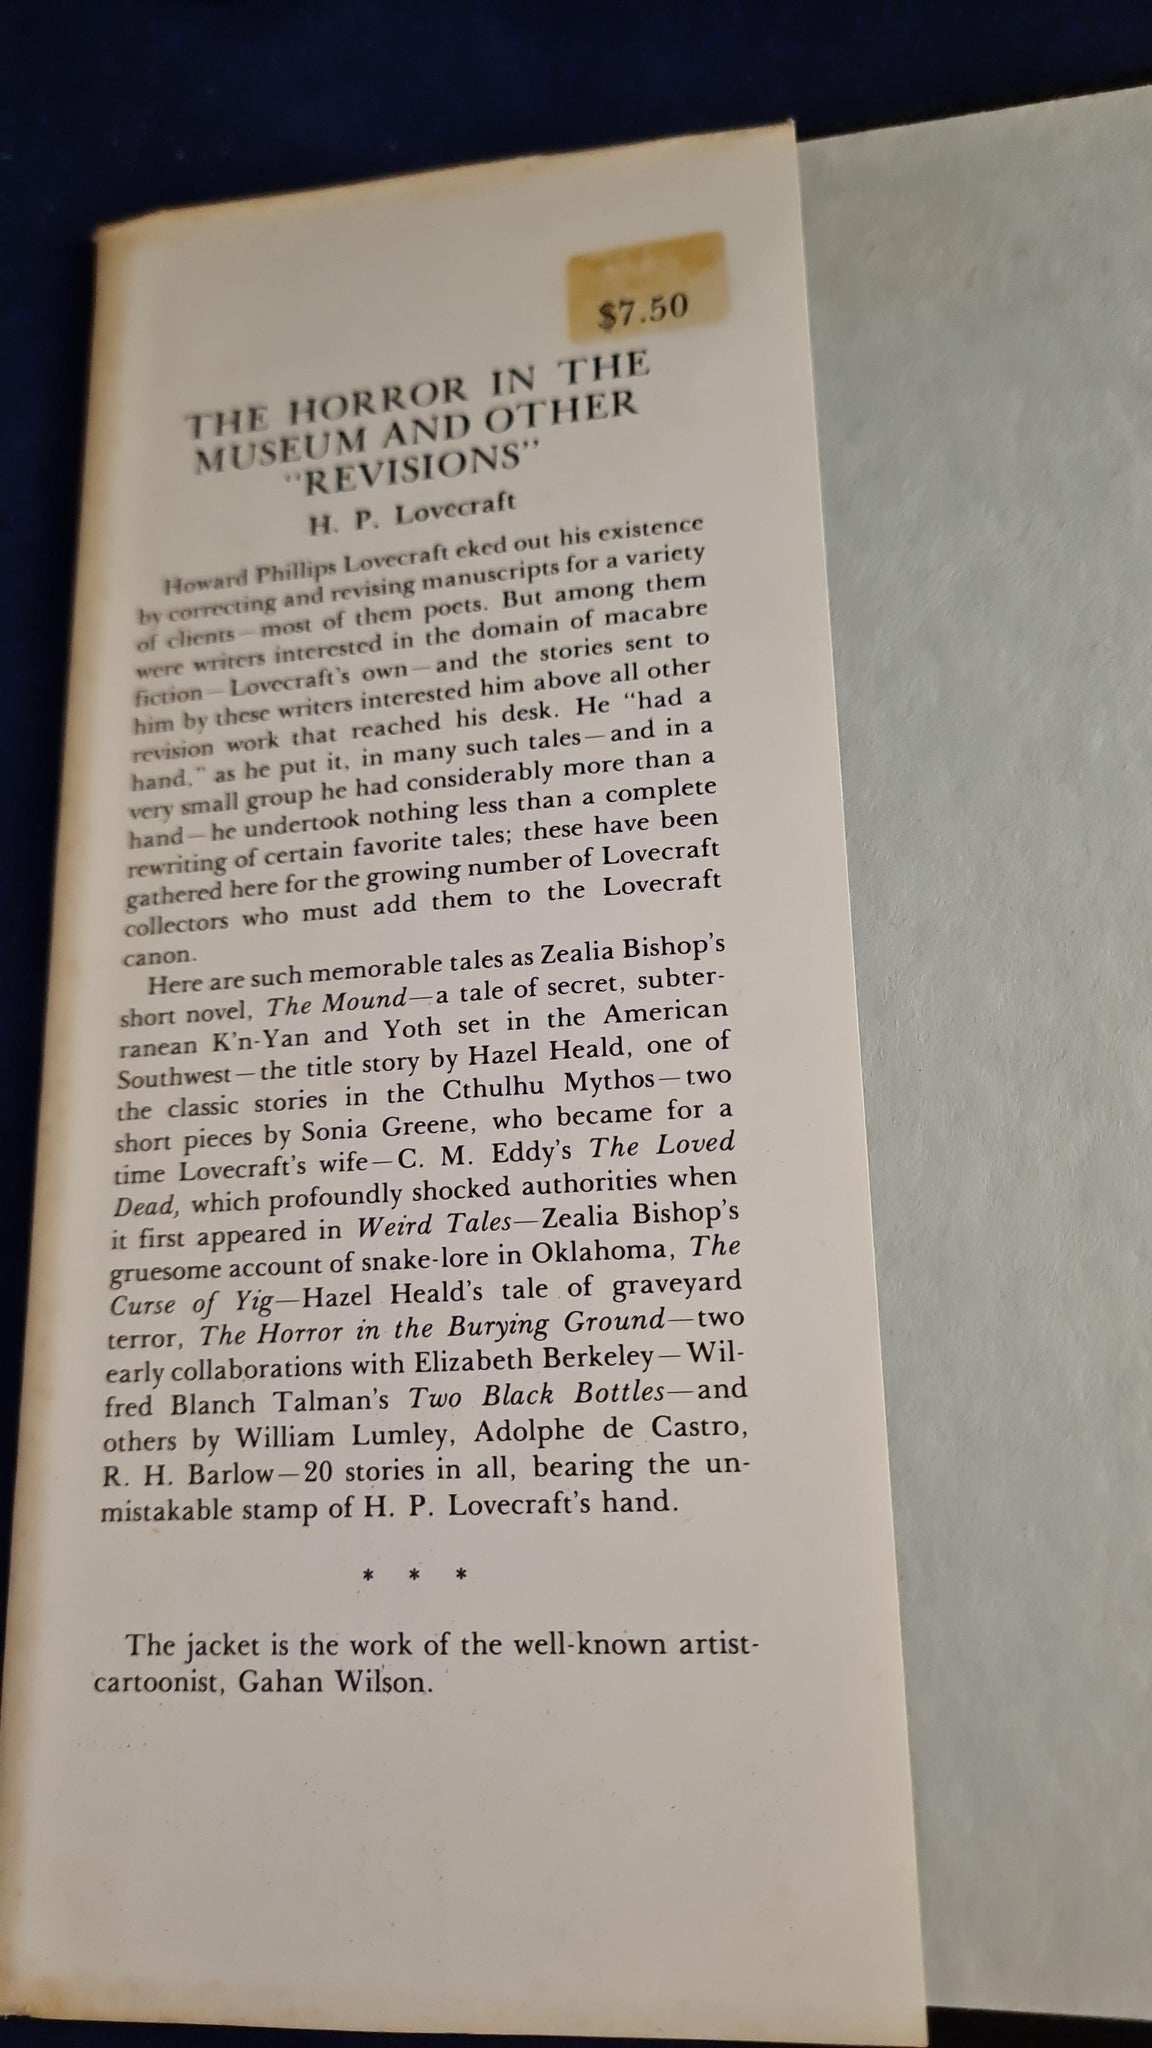 $7.50
THE HORROR IN THE
MUSEUM AND OTHER
"REVISIONS"
H. P. Lovecraft
Howard Phillips Lovecraft eked out his existence
by correcting and revising manuscripts for a variety
of clients—most of them poets. But among them
were writers interested in the domain of macabre
fiction—Lovecraft's own—and the stories sent to
him by these writers interested him above all other
revision work that reached his desk. He "had a
hand," as he put it, in many such tales—and in a
very small group he had considerably more than a
hand—he undertook nothing less than a complete
rewriting of certain favorite tales; these have been
gathered here for the growing number of Lovecraft
collectors who must add them to the Lovecraft
canon.
Here are such memorable tales as Zealia Bishop's
short novel, The Mound—a tale of secret, subter-
ranean K'n-Yan and Yoth set in the American
Southwest—the title story by Hazel Heald, one of
the classic stories in the Cthulhu Mythos—two
short pieces by Sonia Greene, who became for a
time Lovecraft's wife—C. M. Eddy's The Loved
Dead, which profoundly shocked authorities when
it first appeared in Weird Tales—Zealia Bishop's
gruesome account of snake-lore in Oklahoma, The
Curse of Yig—Hazel Heald's tale of graveyard
terror, The Horror in the Burying Ground—two
early collaborations with Elizabeth Berkeley—Wil-
fred Blanch Talman's Two Black Bottles—and
others by William Lumley, Adolphe de Castro,
R. H. Barlow—20 stories in all, bearing the un-
mistakable stamp of H. P. Lovecraft's hand.
* * *
The jacket is the work of the well-known artist-
cartoonist, Gahan Wilson.